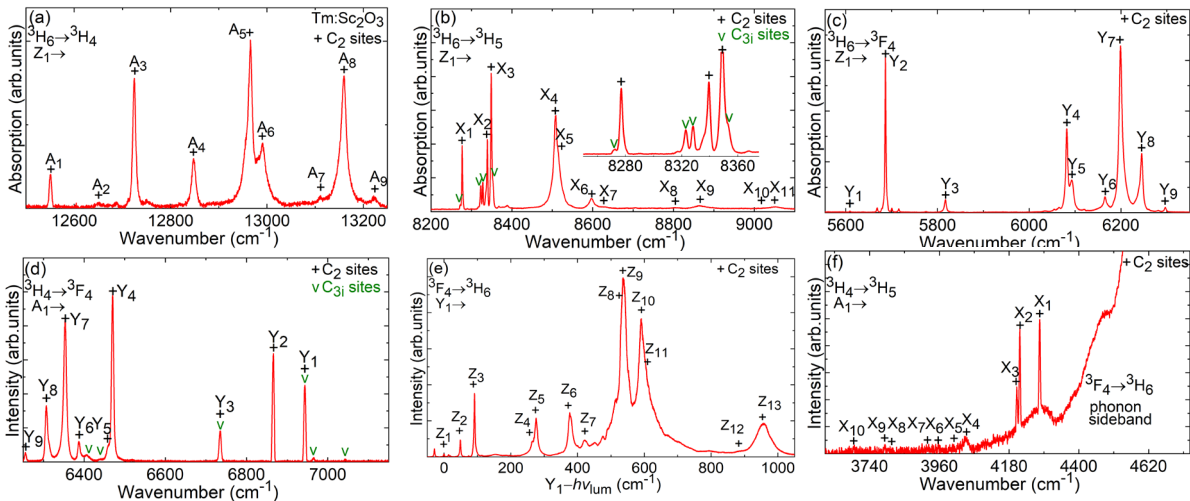 (a)
Tm:Sc₂O₃
³H₆→³H₄
Z₁→
+ C₂ sites
A₁
A₂
A₃
A₄
A₅
A₆
A₇
A₈
A₉
Absorption (arb.units)
12600 12800 13000 13200
Wavenumber (cm⁻¹)
(b)
³H₆→³H₅
Z₁→
+ C₂ sites
v C₃ᵢ sites
X₁
X₂
X₃
X₄
X₅
X₆
X₇
X₈
X₉
X₁₀
X₁₁
8280 8320 8360
Absorption (arb.units)
8200 8400 8600 8800 9000
Wavenumber (cm⁻¹)
(c)
³H₆→³F₄
Z₁→
+ C₂ sites
Y₁
Y₂
Y₃
Y₄
Y₅
Y₆
Y₇
Y₈
Y₉
Absorption (arb.units)
5600 5800 6000 6200
Wavenumber (cm⁻¹)
(d)
³H₄→³F₄
A₁→
+ C₂ sites
v C₃ᵢ sites
Y₉
Y₈
Y₇
Y₆
Y₅
Y₄
Y₃
Y₂
Y₁
Intensity (arb.units)
6400 6600 6800 7000
Wavenumber (cm⁻¹)
(e)
³F₄→³H₆
Y₁→
+ C₂ sites
Z₁
Z₂
Z₃
Z₄
Z₅
Z₆
Z₇
Z₈
Z₉
Z₁₀
Z₁₁
Z₁₂
Z₁₃
Intensity (arb.units)
0 200 400 600 800 1000
Y₁−hνlum (cm⁻¹)
(f)
³H₄→³H₅
A₁→
+ C₂ sites
X₁₀
X₉
X₈
X₇
X₆
X₅
X₄
X₃
X₂
X₁
³F₄→³H₆
phonon
sideband
Intensity (arb.units)
3740 3960 4180 4400 4620
Wavenumber (cm⁻¹)